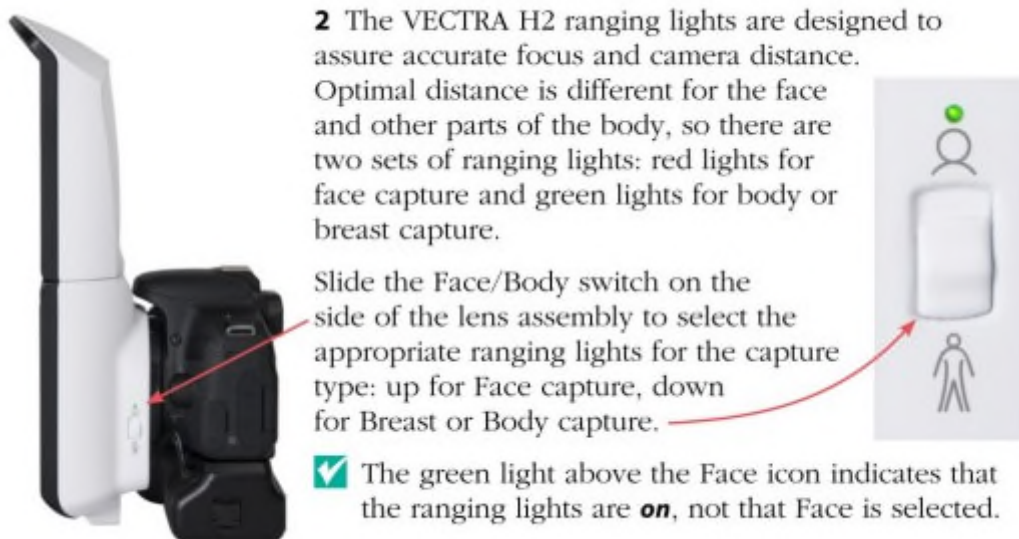 2 The VECTRA H2 ranging lights are designed to
assure accurate focus and camera distance.
Optimal distance is different for the face
and other parts of the body, so there are
two sets of ranging lights: red lights for
face capture and green lights for body or
breast capture.
Slide the Face/Body switch on the
side of the lens assembly to select the
appropriate ranging lights for the capture
type: up for Face capture, down
for Breast or Body capture.
The green light above the Face icon indicates that
the ranging lights are on, not that Face is selected.